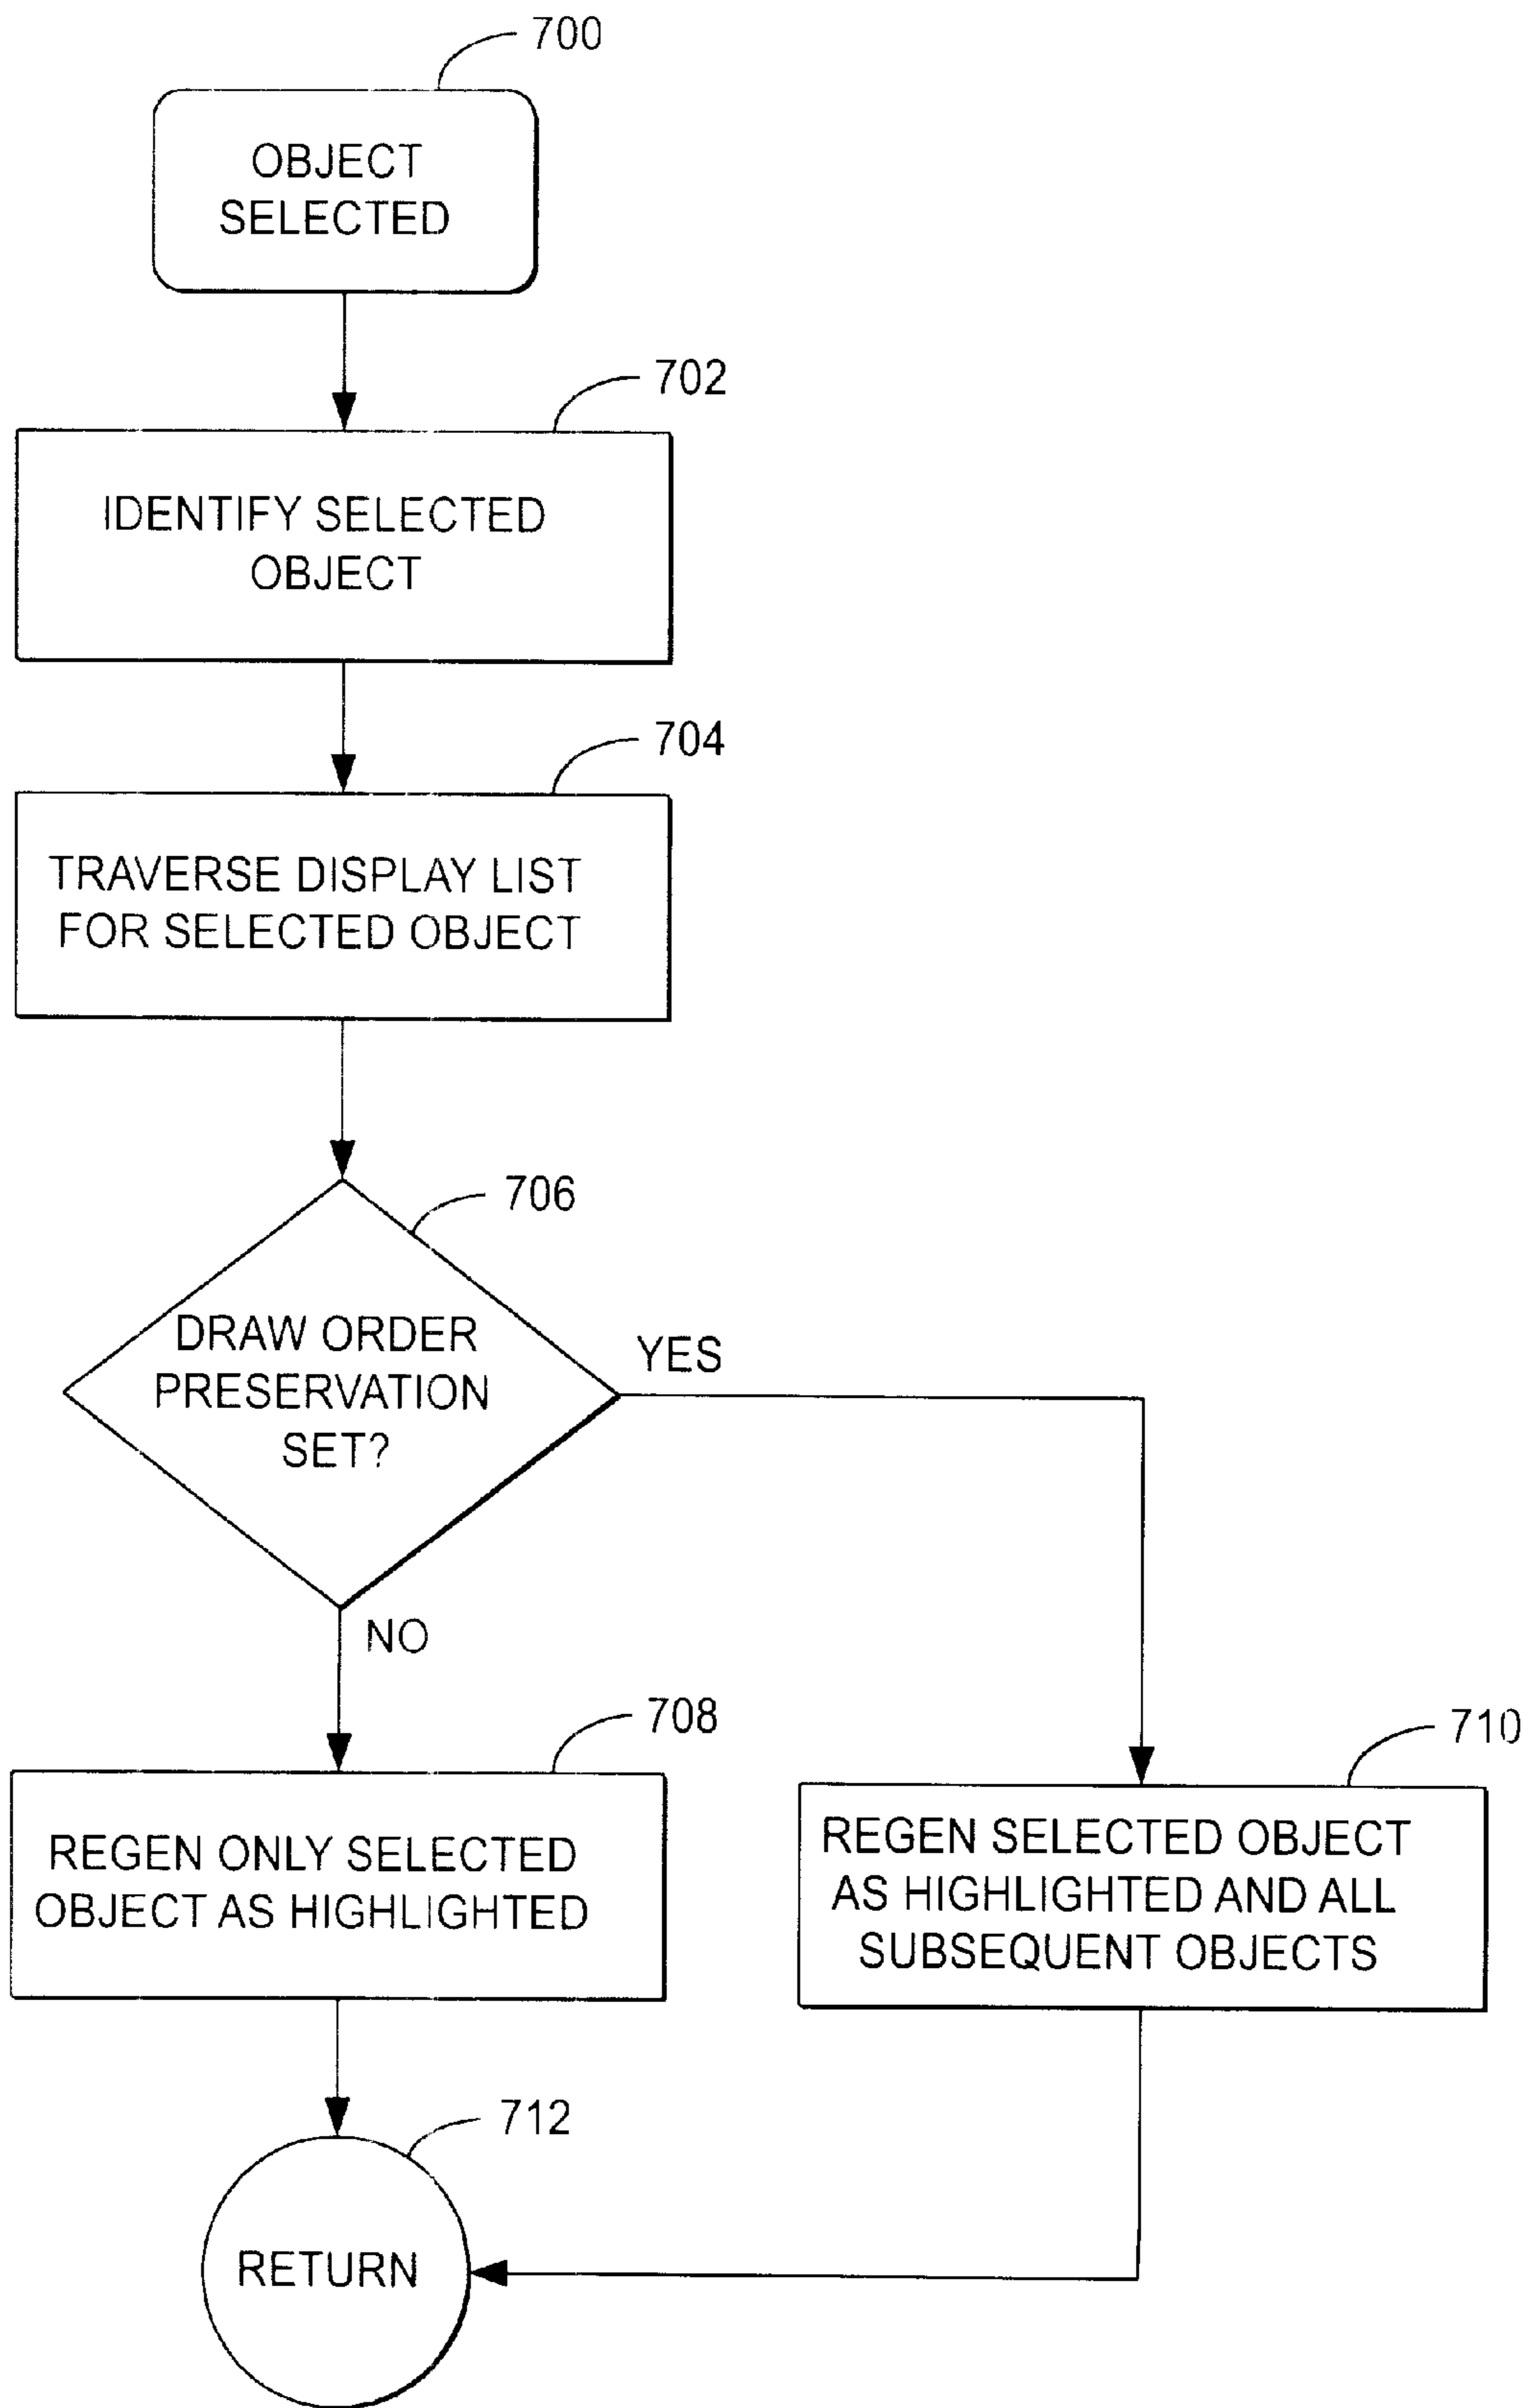 700
OBJECT
SELECTED
702
IDENTIFY SELECTED
OBJECT
704
TRAVERSE DISPLAY LIST
FOR SELECTED OBJECT
706
DRAW ORDER
PRESERVATION
SET?
YES
NO
708
REGEN ONLY SELECTED
OBJECT AS HIGHLIGHTED
710
REGEN SELECTED OBJECT
AS HIGHLIGHTED AND ALL
SUBSEQUENT OBJECTS
712
RETURN